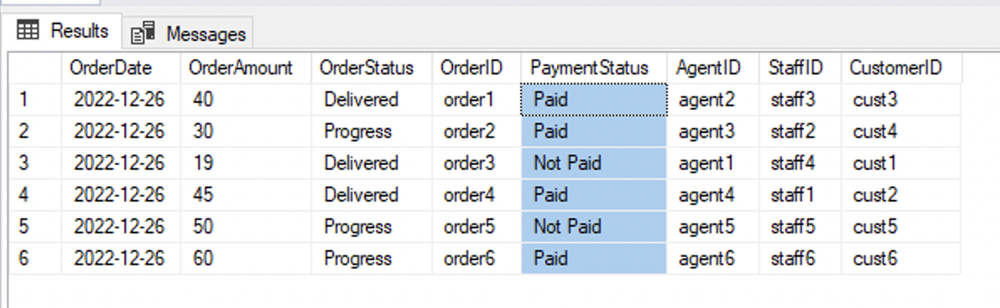 Results Messages
OrderDate OrderAmount OrderStatus OrderID PaymentStatus AgentID StaffID CustomerID
1 2022-12-26 40 Delivered order1 Paid agent2 staff3 cust3
2 2022-12-26 30 Progress order2 Paid agent3 staff2 cust4
3 2022-12-26 19 Delivered order3 Not Paid agent1 staff4 cust1
4 2022-12-26 45 Delivered order4 Paid agent4 staff1 cust2
5 2022-12-26 50 Progress order5 Not Paid agent5 staff5 cust5
6 2022-12-26 60 Progress order6 Paid agent6 staff6 cust6